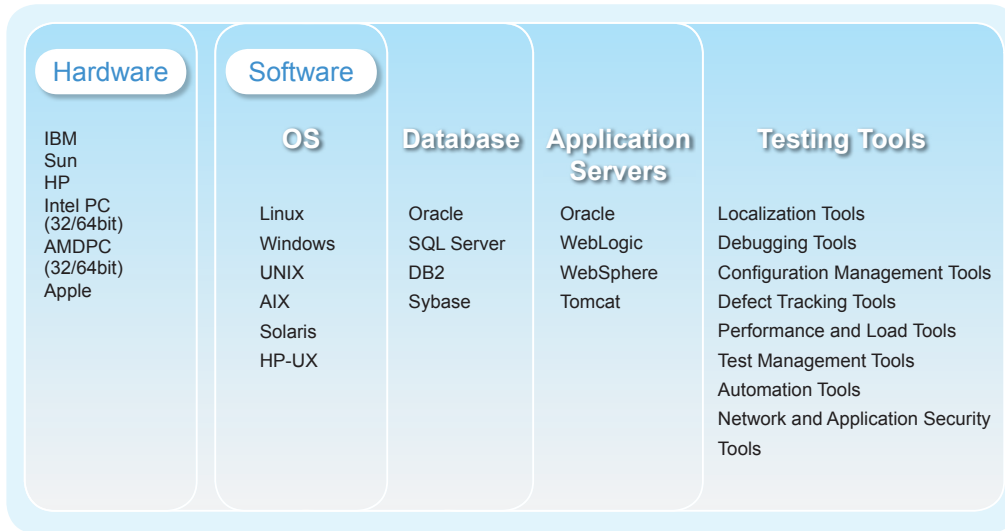 Hardware
IBM
Sun
HP
Intel PC
(32/64bit)
AMDPC
(32/64bit)
Apple
Software
OS
Linux
Windows
UNIX
AIX
Solaris
HP-UX
Database
Oracle
SQL Server
DB2
Sybase
Application
Servers
Oracle
WebLogic
WebSphere
Tomcat
Testing Tools
Localization Tools
Debugging Tools
Configuration Management Tools
Defect Tracking Tools
Performance and Load Tools
Test Management Tools
Automation Tools
Network and Application Security
Tools